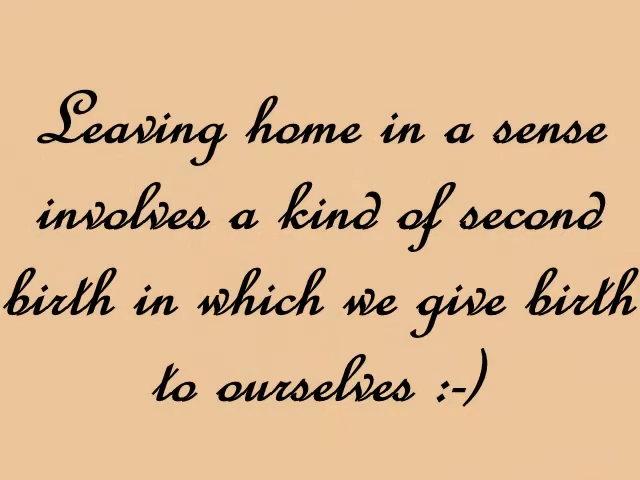 Leaving home in a sense
involves a kind of second
birth in which we give birth
to ourselves :-)